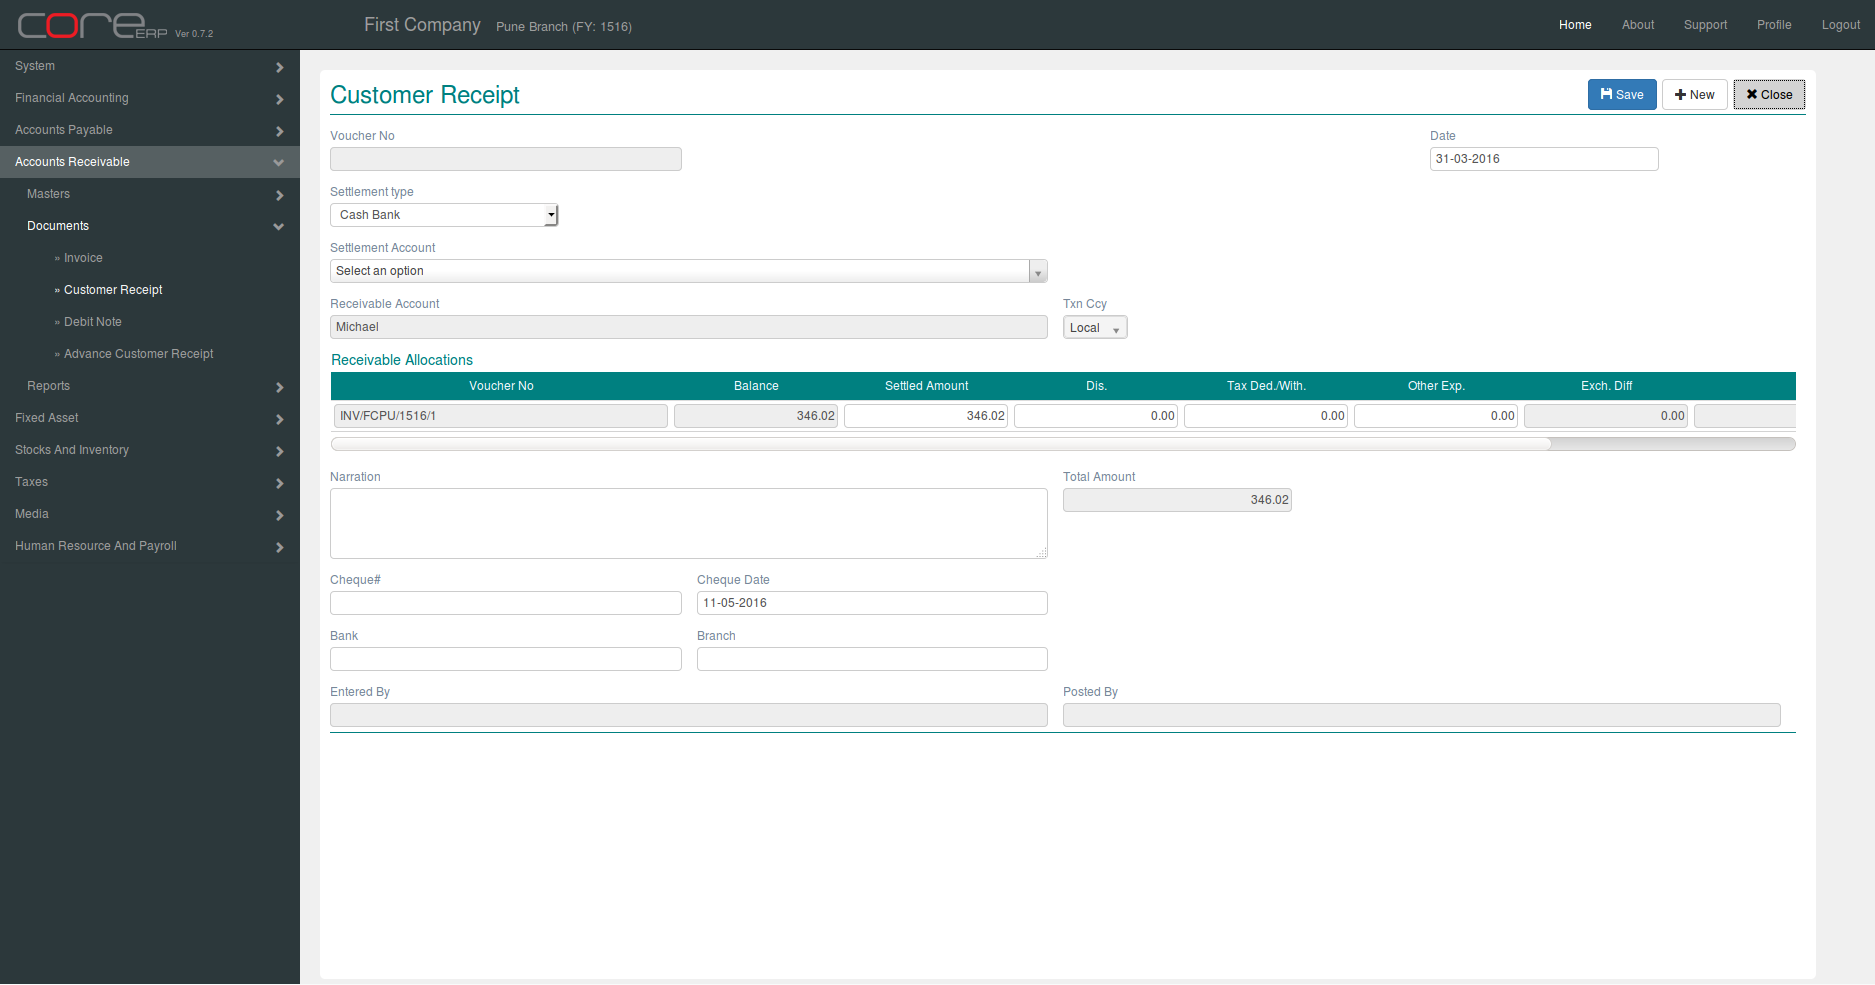 core ERP Ver 0.7.2
First Company Pune Branch (FY: 1516)
Home About Support Profile Logout
System
Financial Accounting
Accounts Payable
Accounts Receivable
Masters
Documents
» Invoice
» Customer Receipt
» Debit Note
» Advance Customer Receipt
Reports
Fixed Asset
Stocks And Inventory
Taxes
Media
Human Resource And Payroll
Customer Receipt
Save New Close
Voucher No Date
31-03-2016
Settlement type
Cash Bank
Settlement Account
Select an option
Receivable Account Txn Ccy
Michael Local
Receivable Allocations
Voucher No Balance Settled Amount Dis. Tax Ded./With. Other Exp. Exch. Diff
INV/FCPU/1516/1 346.02 346.02 0.00 0.00 0.00 0.00
Narration Total Amount
346.02
Cheque# Cheque Date
11-05-2016
Bank Branch
Entered By Posted By